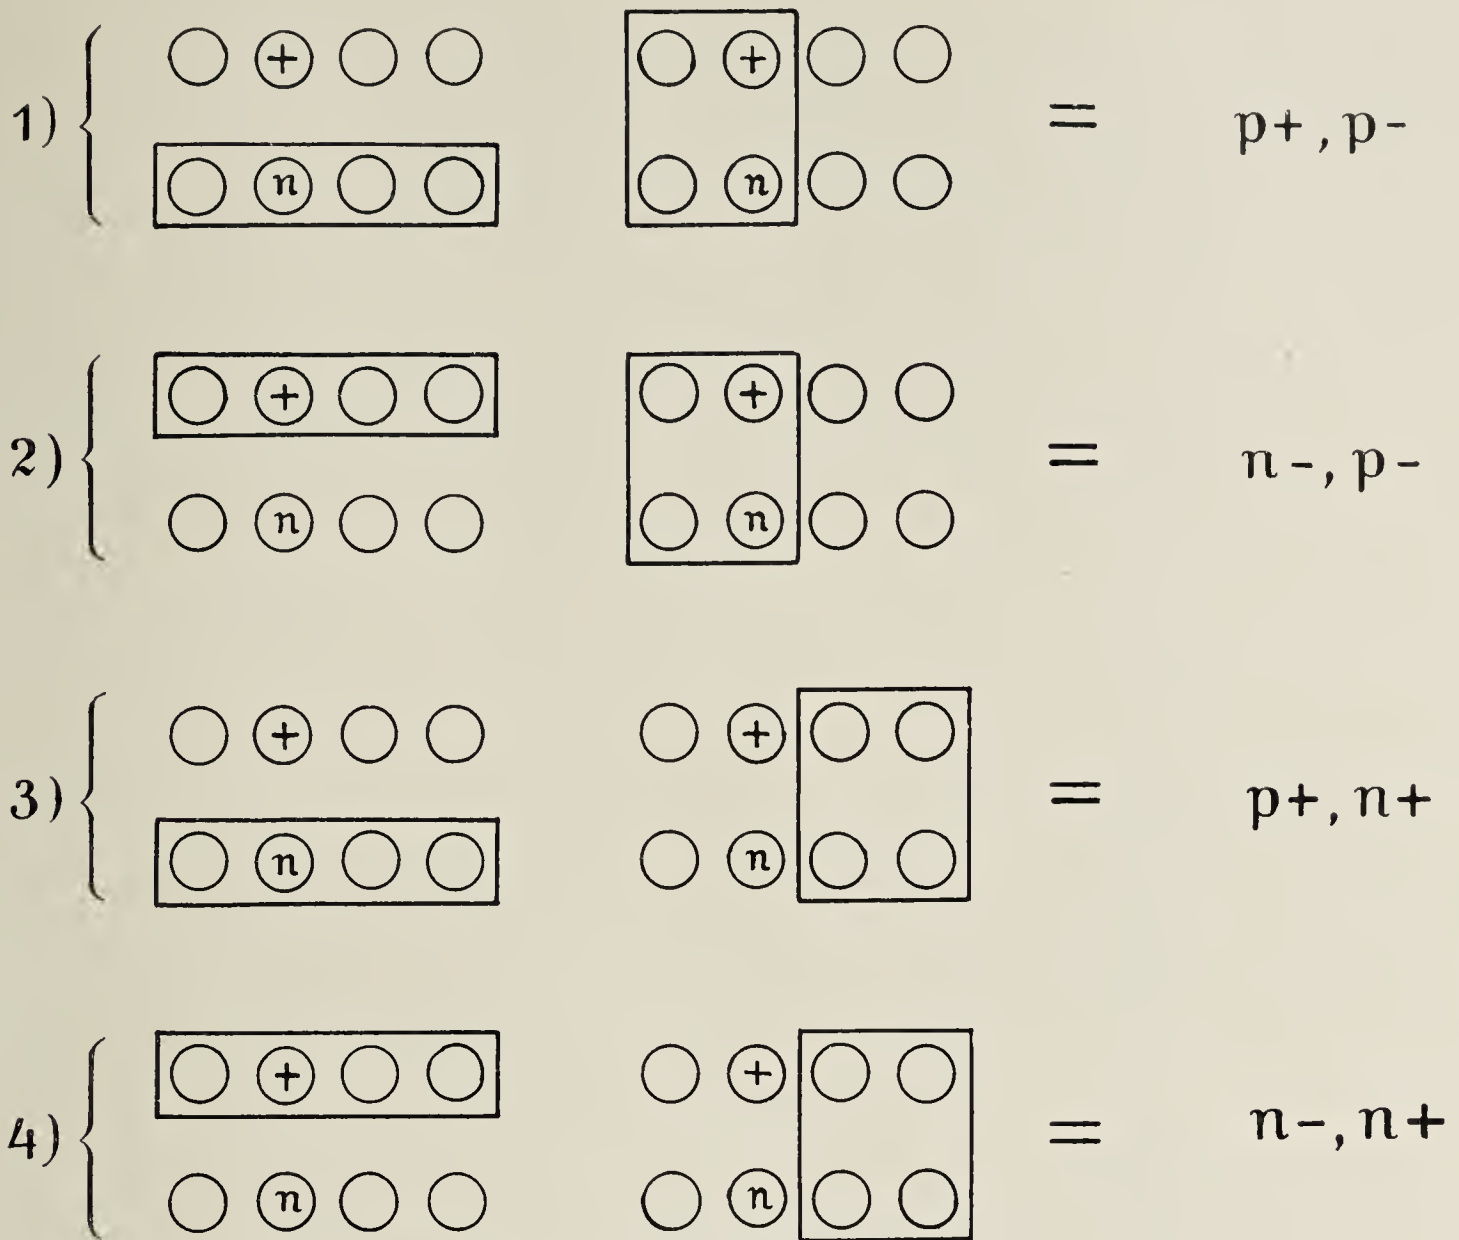 + +
1) = p+, p-
n n
+ +
2) = n-, p-
n n
+ +
3) = p+, n+
n n
+ +
4) = n-, n+
n n